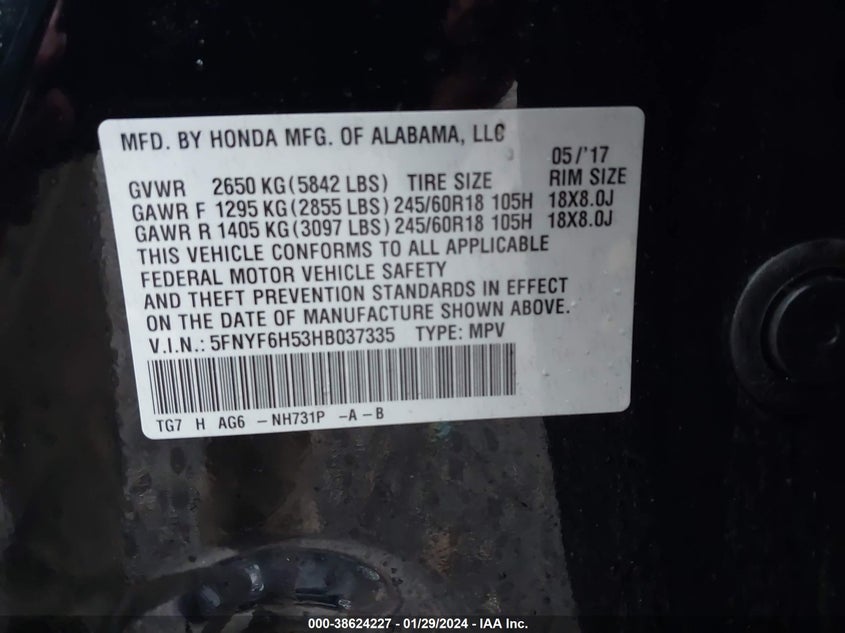 MFD. BY HONDA MFG. OF ALABAMA, LLC
05/'17
GVWR 2650 KG(5842 LBS) TIRE SIZE RIM SIZE
GAWR F 1295 KG(2855 LBS)245/60R18 105H 18X8.0J
GAWR R 1405 KG(3097 LBS)245/60R18 105H 18X8.0J
THIS VEHICLE CONFORMS TO ALL APPLICABLE
FEDERAL MOTOR VEHICLE SAFETY
AND THEFT PREVENTION STANDARDS IN EFFECT
ON THE DATE OF MANUFACTURE SHOWN ABOVE.
V.I.N.: 5FNYF6H53HB037335 TYPE: MPV
TG7 H AG6 -NH731P -A-B
000-38624227 - 01/29/2024 - IAA Inc.